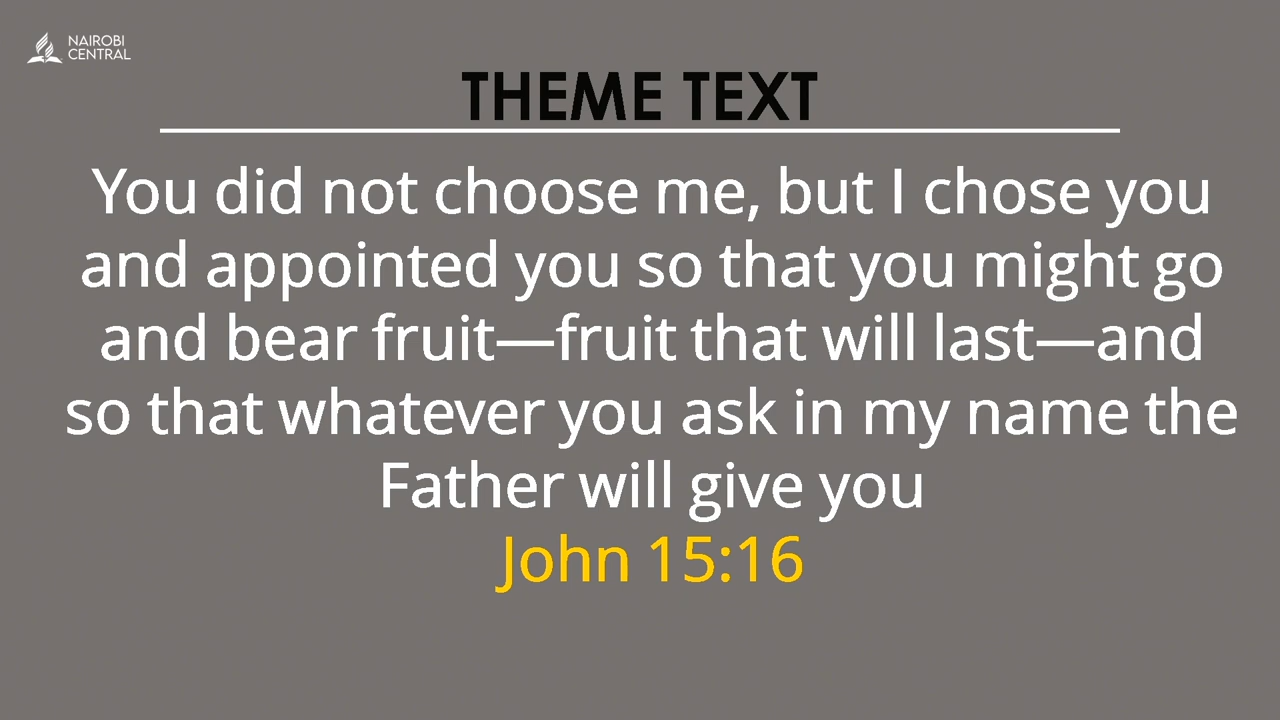 NAIROBI
CENTRAL
THEME TEXT
You did not choose me, but I chose you
and appointed you so that you might go
and bear fruit—fruit that will last—and
so that whatever you ask in my name the
Father will give you
John 15:16